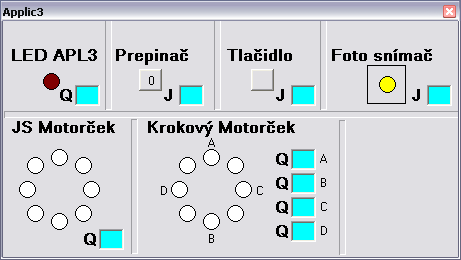 Applic3
LED APL3
Prepinač
Tlačidlo
Foto snímač
0
Q
J
J
J
JS Motorček
Krokový Motorček
A
Q A
Q B
D
C
Q C
Q D
B
Q